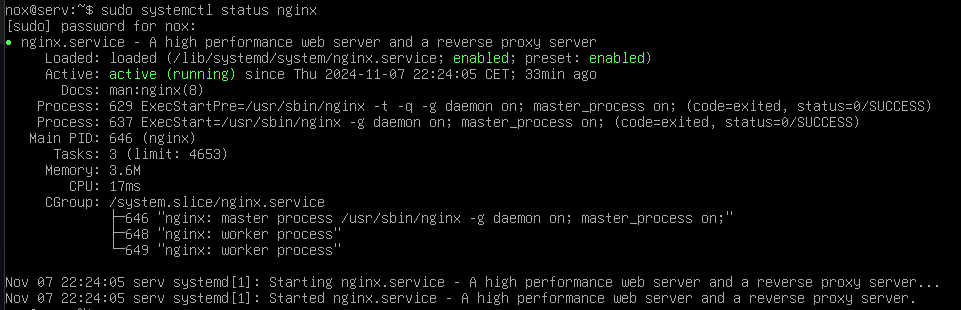 nox@serv:~$ sudo systemctl status nginx
[sudo] password for nox:
● nginx.service - A high performance web server and a reverse proxy server
     Loaded: loaded (/lib/systemd/system/nginx.service; enabled; preset: enabled)
     Active: active (running) since Thu 2024-11-07 22:24:05 CET; 33min ago
       Docs: man:nginx(8)
    Process: 629 ExecStartPre=/usr/sbin/nginx -t -q -g daemon on; master_process on; (code=exited, status=0/SUCCESS)
    Process: 637 ExecStart=/usr/sbin/nginx -g daemon on; master_process on; (code=exited, status=0/SUCCESS)
   Main PID: 646 (nginx)
      Tasks: 3 (limit: 4653)
     Memory: 3.6M
        CPU: 17ms
     CGroup: /system.slice/nginx.service
             ├─646 "nginx: master process /usr/sbin/nginx -g daemon on; master_process on;"
             ├─648 "nginx: worker process"
             └─649 "nginx: worker process"

Nov 07 22:24:05 serv systemd[1]: Starting nginx.service - A high performance web server and a reverse proxy server...
Nov 07 22:24:05 serv systemd[1]: Started nginx.service - A high performance web server and a reverse proxy server.